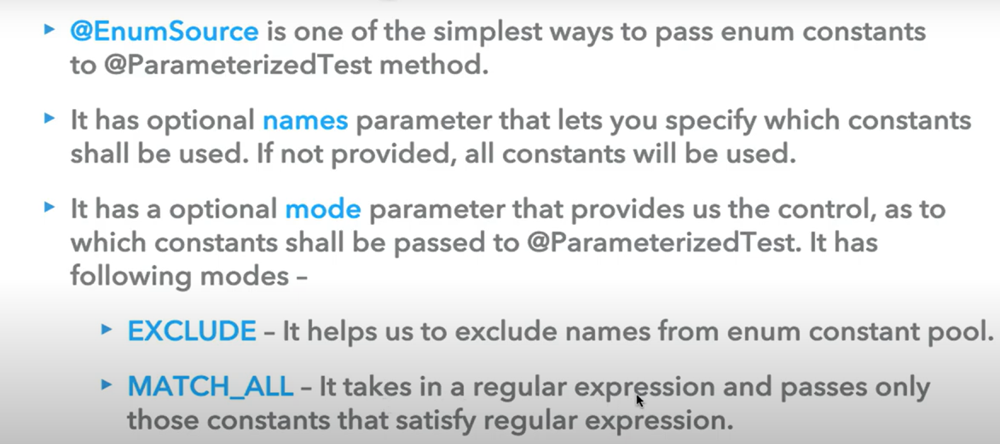 @EnumSource is one of the simplest ways to pass enum constants
to @ParameterizedTest method.
It has optional names parameter that lets you specify which constants
shall be used. If not provided, all constants will be used.
It has a optional mode parameter that provides us the control, as to
which constants shall be passed to @ParameterizedTest. It has
following modes –
EXCLUDE – It helps us to exclude names from enum constant pool.
MATCH_ALL – It takes in a regular expression and passes only
those constants that satisfy regular expression.